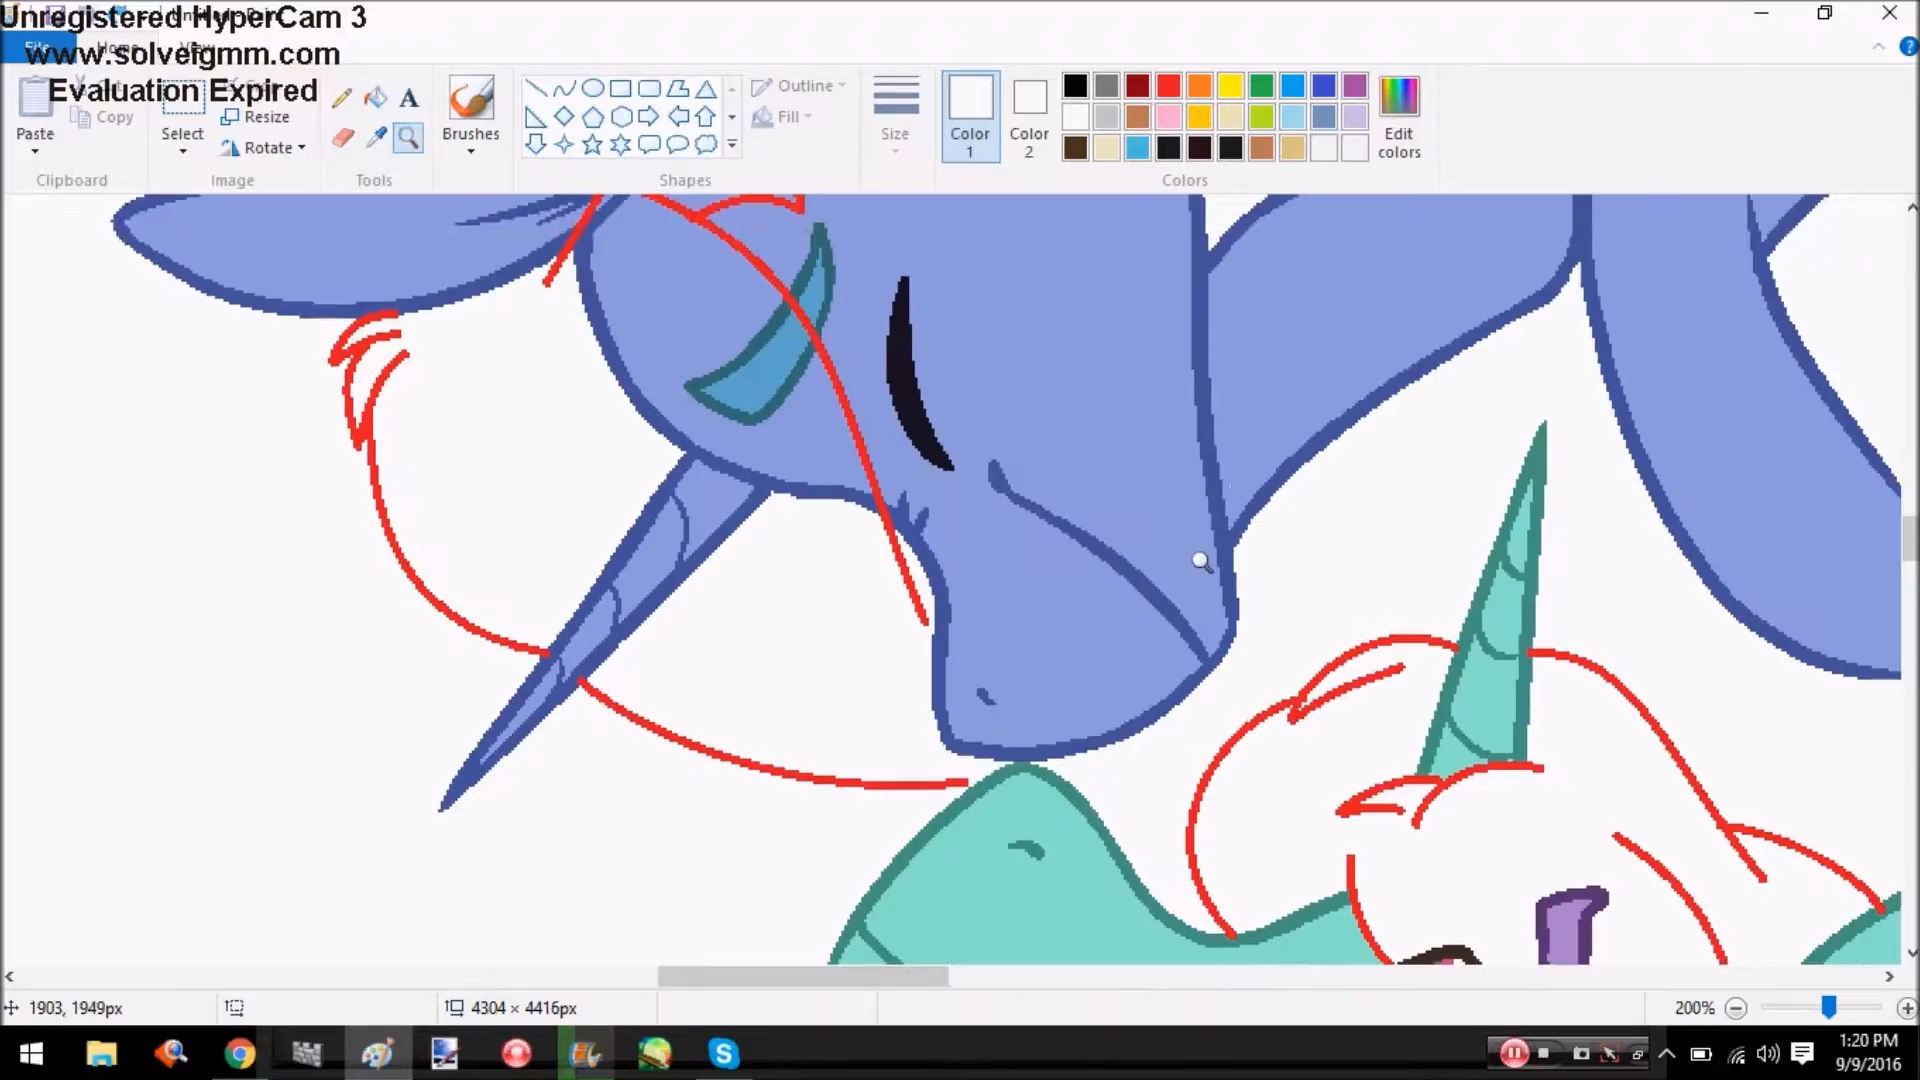 Unregistered HyperCam 3
www.solveigmm.com
Evaluation Expired
File
Home
View
Paste
Cut
Copy
Clipboard
Select
Resize
Rotate
Image
Tools
Brushes
Shapes
Outline
Fill
Size
Color
1
Color
2
Edit
colors
Colors
1903, 1949px
4304 × 4416px
200%
1:20 PM
9/9/2016